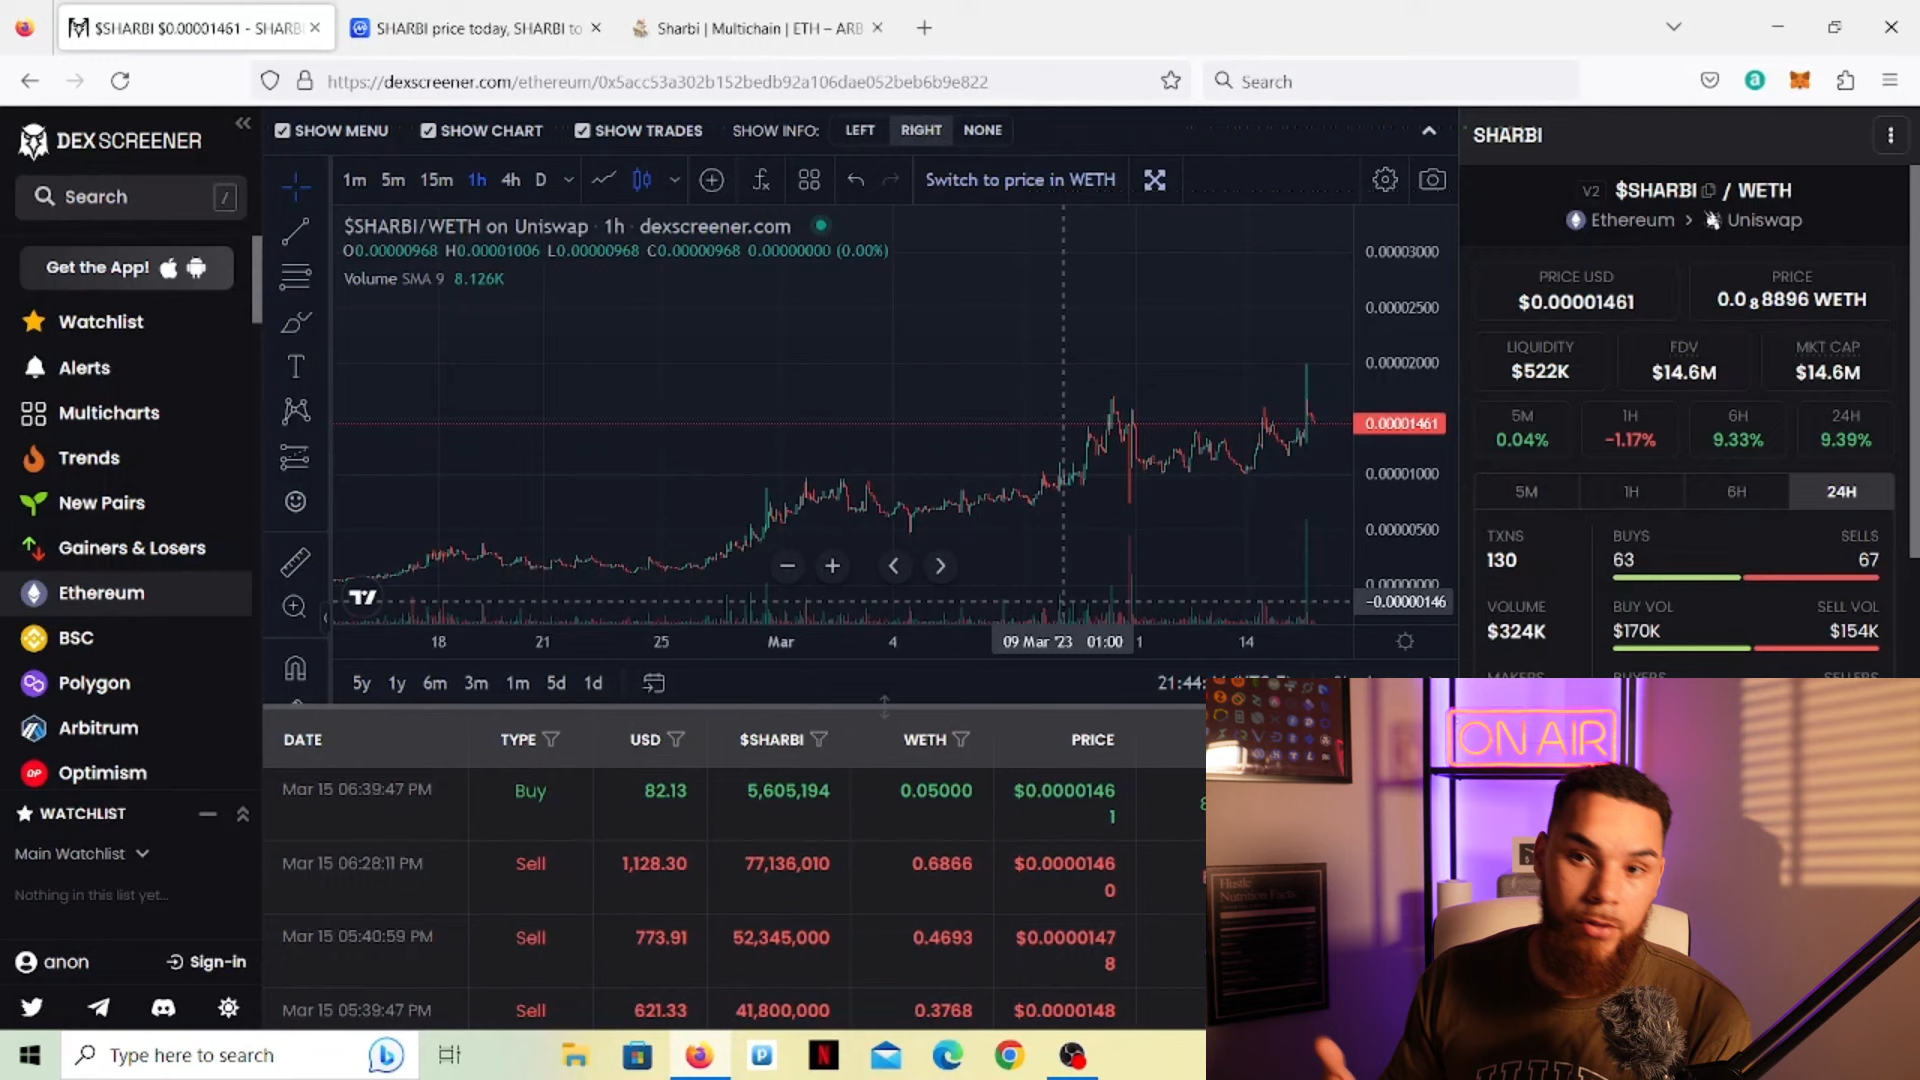 $SHARBI $0.00001461 - SHARBI
SHARBI price today, SHARBI to
Sharbi | Multichain | ETH – ARB
https://dexscreener.com/ethereum/0x5acc53a302b152bedb92a106dae052beb6b9e822
Search
DEX SCREENER
Search
/
Get the App!
Watchlist
Alerts
Multicharts
Trends
New Pairs
Gainers & Losers
Ethereum
BSC
Polygon
Arbitrum
OP
Optimism
WATCHLIST
Main Watchlist
Nothing in this list yet...
anon
Sign-in
SHOW MENU
SHOW CHART
SHOW TRADES
SHOW INFO:
LEFT
RIGHT
NONE
1m 5m 15m 1h 4h D
Switch to price in WETH
$SHARBI/WETH on Uniswap · 1h · dexscreener.com
O0.00000968 H0.00001006 L0.00000968 C0.00000968 0.00000000 (0.00%)
Volume SMA 9 8.126K
0.00003000
0.00002500
0.00002000
0.00001461
0.00001000
0.00000500
0.00000000
−0.00000146
18 21 25 Mar 4 09 Mar '23 01:00 1 14
5y 1y 6m 3m 1m 5d 1d
21:44:
DATE TYPE USD $SHARBI WETH PRICE
Mar 15 06:39:47 PM Buy 82.13 5,605,194 0.05000 $0.0000146
1
Mar 15 06:28:11 PM Sell 1,128.30 77,136,010 0.6866 $0.0000146
0
Mar 15 05:40:59 PM Sell 773.91 52,345,000 0.4693 $0.0000147
8
Mar 15 05:39:47 PM Sell 621.33 41,800,000 0.3768 $0.0000148
SHARBI
V2 $SHARBI / WETH
Ethereum > Uniswap
PRICE USD
$0.00001461
PRICE
0.0₈8896 WETH
LIQUIDITY
$522K
FDV
$14.6M
MKT CAP
$14.6M
5M
0.04%
1H
-1.17%
6H
9.33%
24H
9.39%
5M 1H 6H 24H
TXNS
130
BUYS
63
SELLS
67
VOLUME
$324K
BUY VOL
$170K
SELL VOL
$154K
ON AIR
Hustle
Nutrition Facts
Type here to search